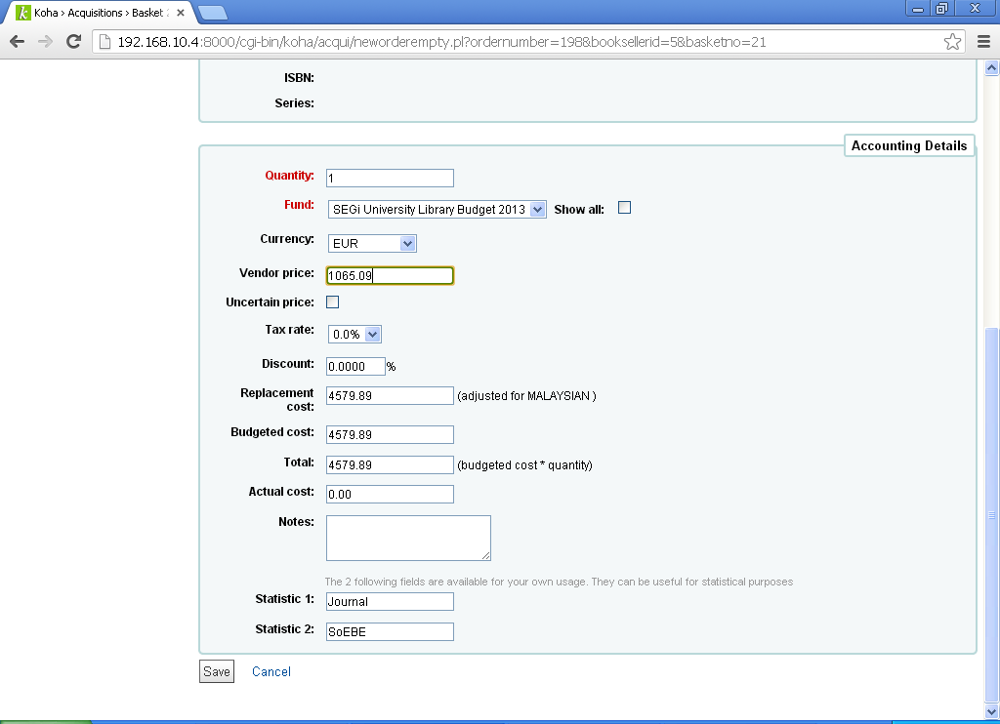 Koha › Acquisitions › Basket
192.168.10.4:8000/cgi-bin/koha/acqui/neworderempty.pl?ordernumber=198&booksellerid=5&basketno=21
ISBN:
Series:
Accounting Details
Quantity: 1
Fund: SEGi University Library Budget 2013 Show all:
Currency: EUR
Vendor price: 1065.09
Uncertain price:
Tax rate: 0.0%
Discount: 0.0000 %
Replacement
cost: 4579.89 (adjusted for MALAYSIAN )
Budgeted cost: 4579.89
Total: 4579.89 (budgeted cost * quantity)
Actual cost: 0.00
Notes:
The 2 following fields are available for your own usage. They can be useful for statistical purposes
Statistic 1: Journal
Statistic 2: SoEBE
Save Cancel